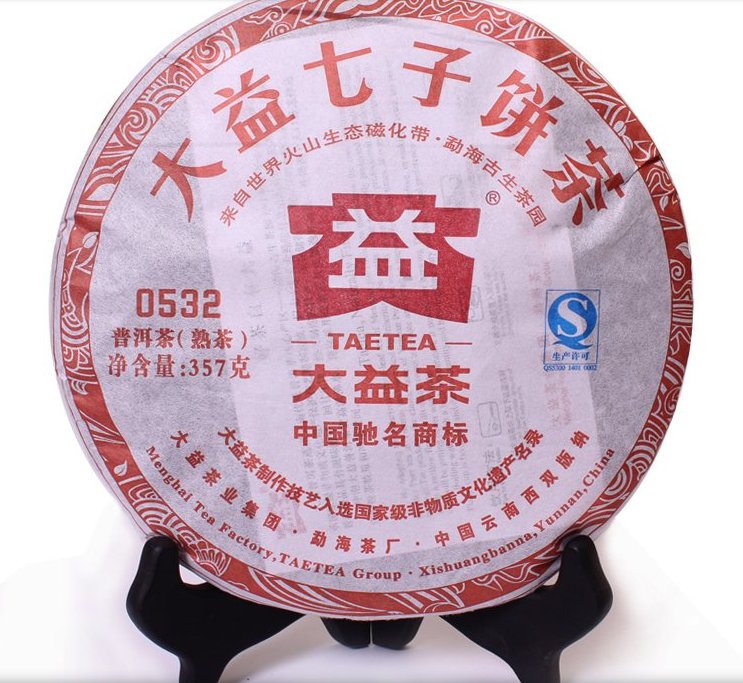 大益七子饼茶
来自世界火山生态磁化带·勐海古生茶园
益
®
0532
普洱茶(熟茶)
净含量:357克
TAETEA
大益茶
中国驰名商标
S
生产许可
QS5300 1401 0002
大益茶制作技艺入选国家级非物质文化遗产名录
大益茶业集团·勐海茶厂·中国云南西双版纳
Menghai Tea Factory,TAETEA Group · Xishuangbanna,Yunnan,China